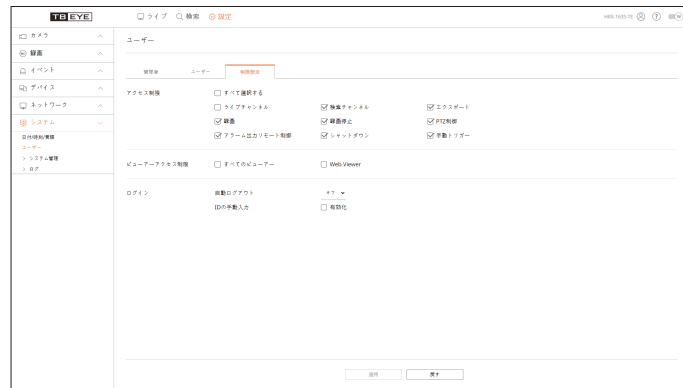 TB EYE
ライブ 検索 設定
HRX-1635-TE
カメラ
録画
イベント
デバイス
ネットワーク
システム
日付/時刻/言語
ユーザー
> システム管理
> ログ
ユーザー
管理者 ユーザー 制限設定
アクセス制限 すべて選択する
ライブチャンネル 検索チャンネル エクスポート
録画 録画停止 PTZ制御
アラーム出力リモート制御 シャットダウン 手動トリガー
ビューアーアクセス制限 すべてのビューアー Web Viewer
ログイン 自動ログアウト オフ
IDの手動入力 有効化
適用 戻す